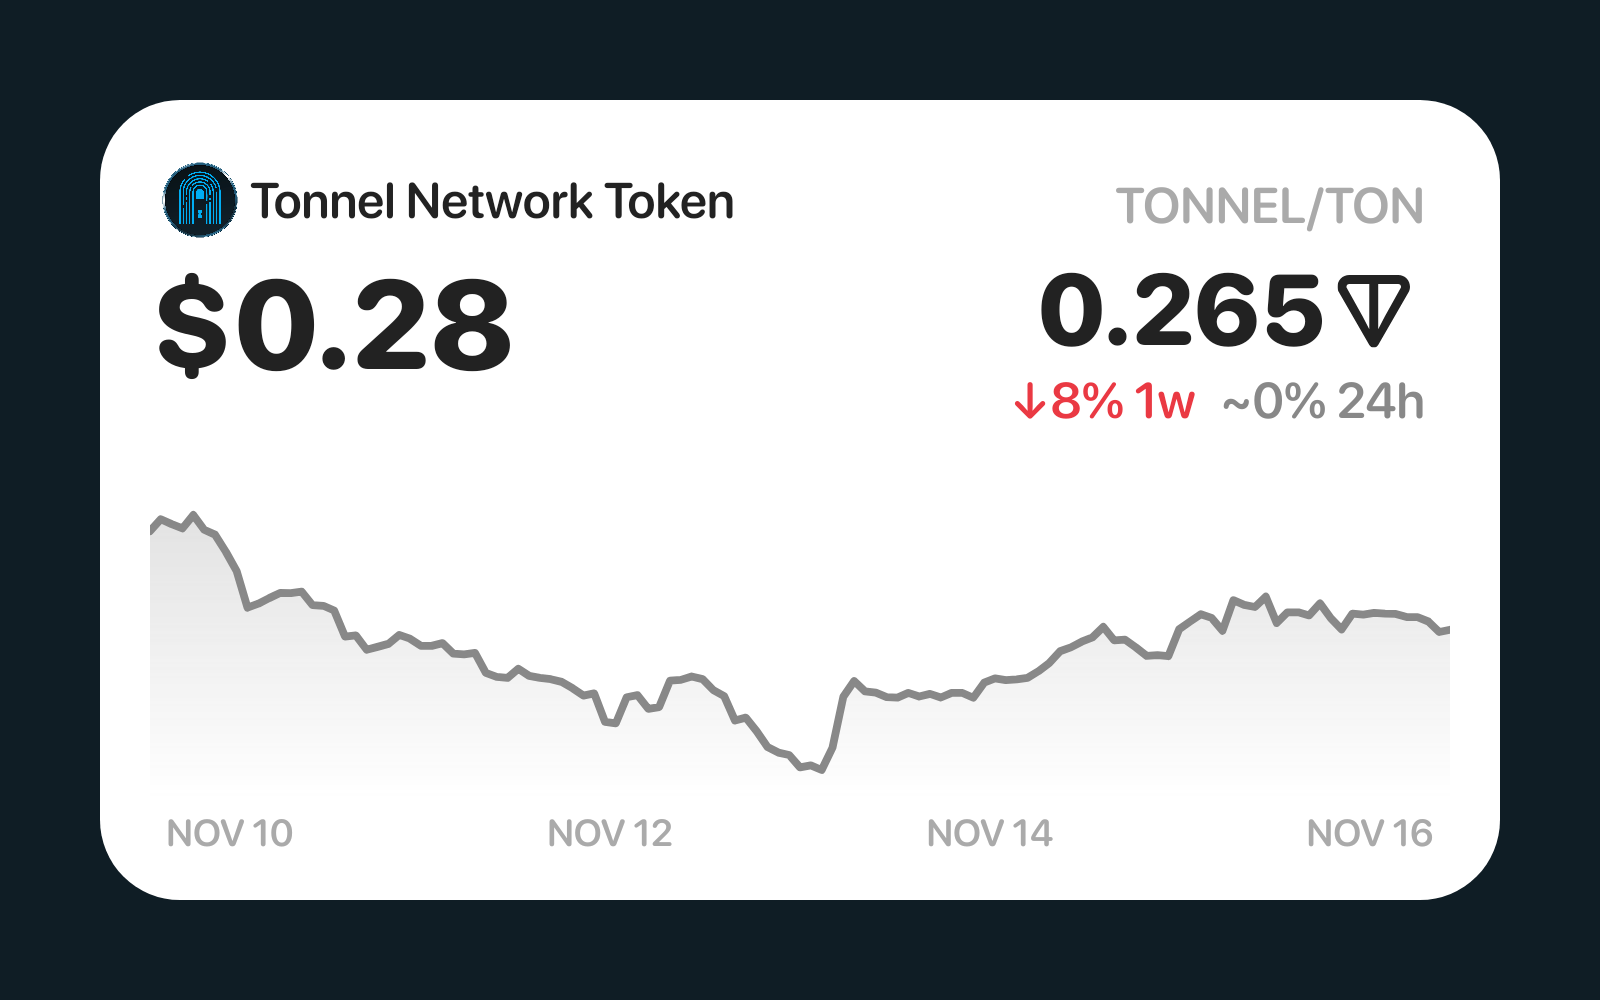 Tonnel Network Token
TONNEL/TON
$0.28
0.265
↓8% 1w ~0% 24h
NOV 10 NOV 12 NOV 14 NOV 16